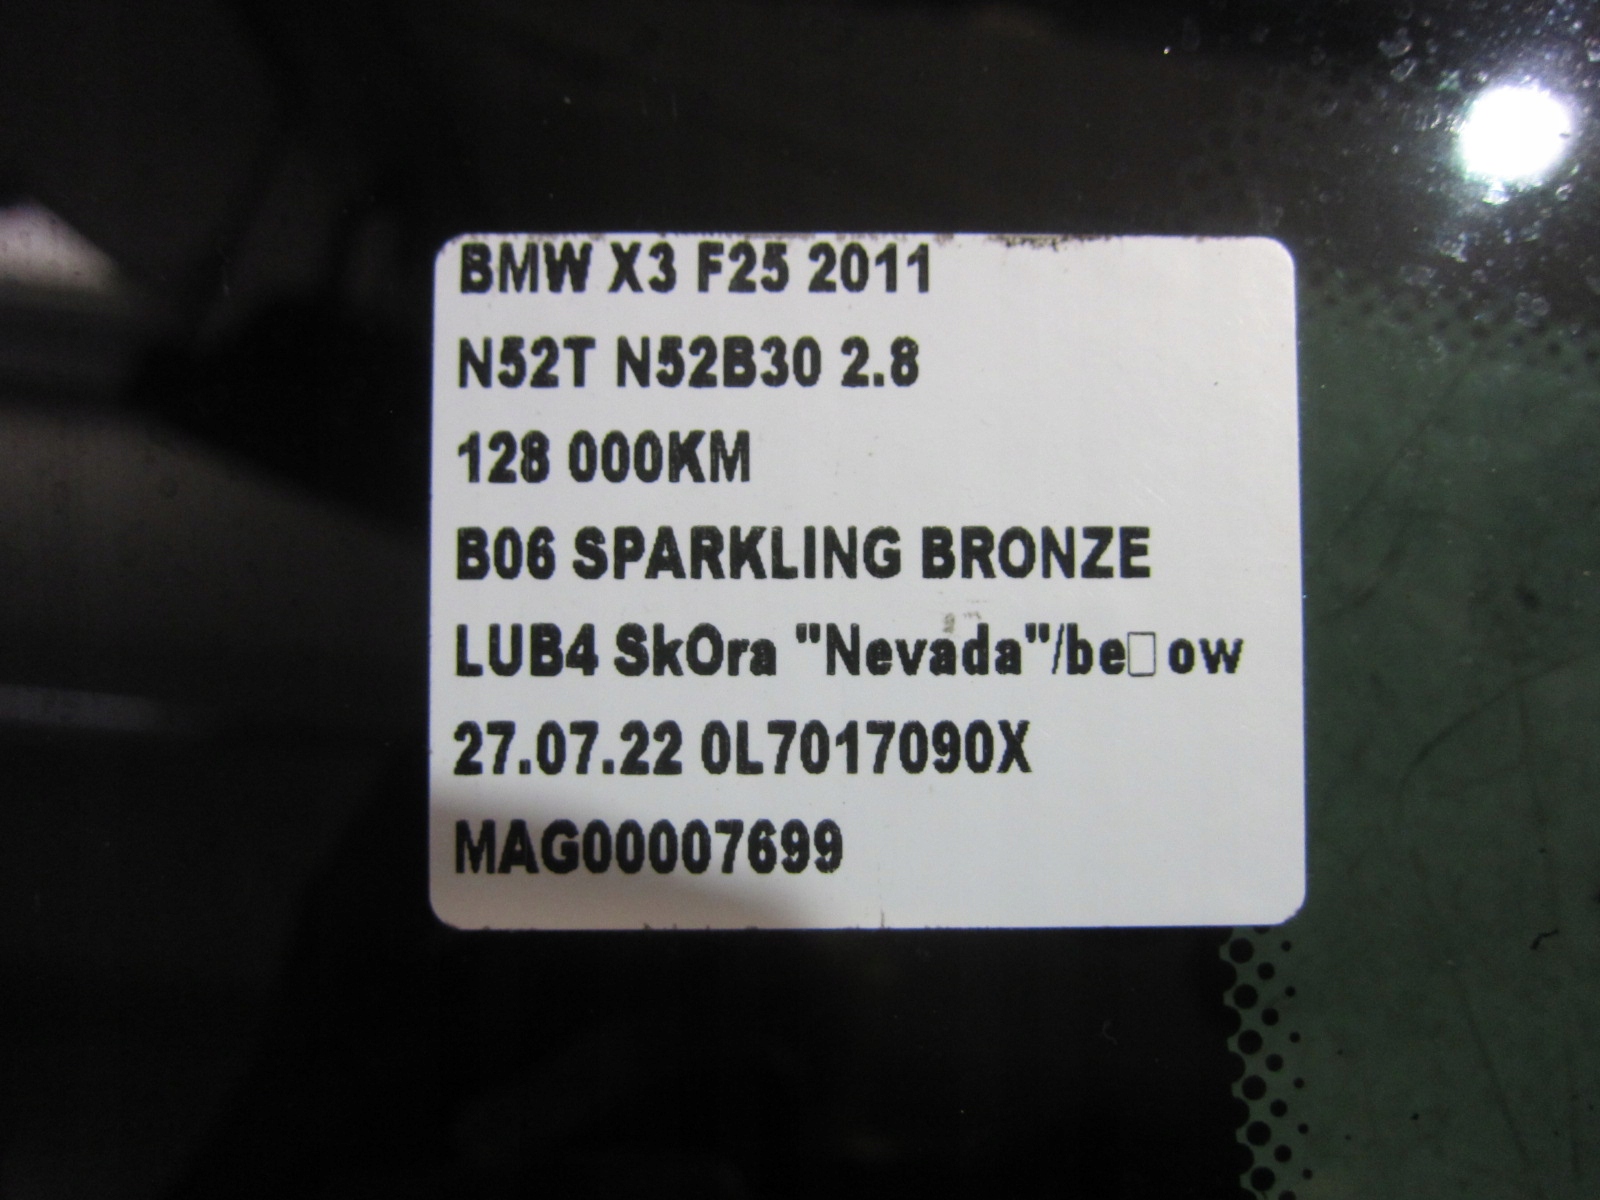 BMW X3 F25 2011
N52T N52B30 2.8
128 000KM
B06 SPARKLING BRONZE
LUB4 SkOra "Nevada"/be□ow
27.07.22 0L7017090X
MAG00007699